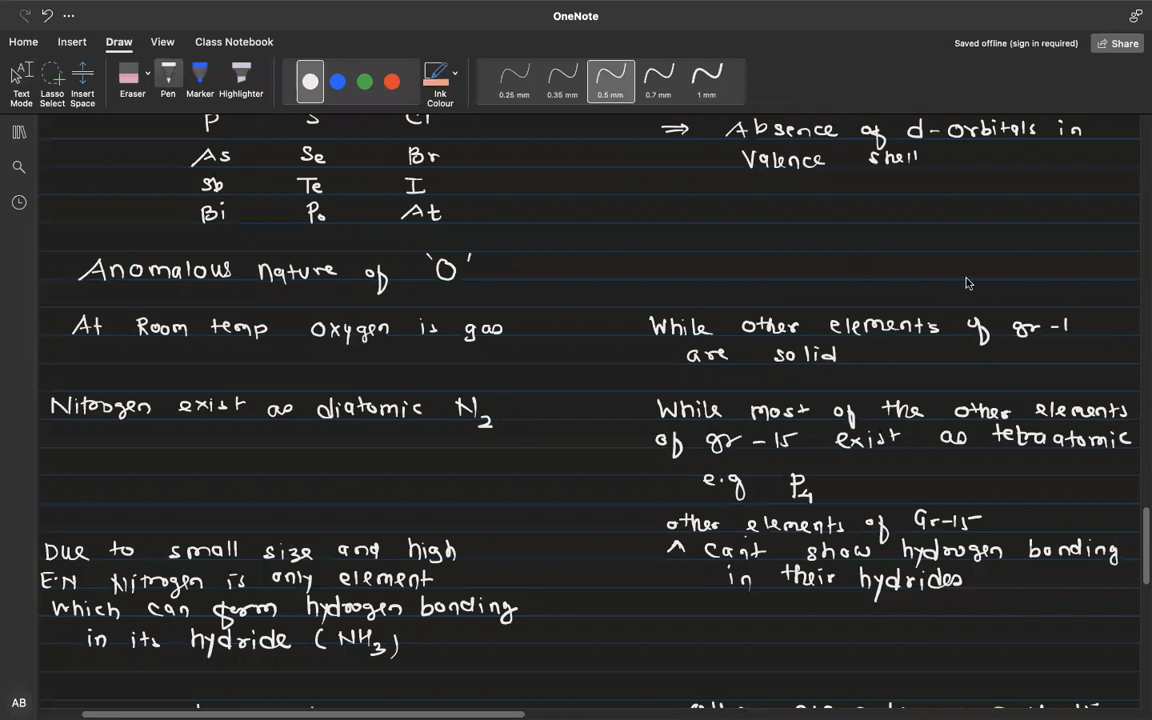 OneNote
Home Insert Draw View Class Notebook
Saved offline (sign in required) Share
Text Mode
Lasso Select
Insert Space
Eraser
Pen
Marker
Highlighter
Ink Colour
0.25 mm 0.35 mm 0.5 mm 0.7 mm 1 mm
P S Cl
As Se Br
Sb Te I
Bi Po At
⇒ Absence of d-orbitals in
Valence shell
Anomalous nature of 'O'
At Room temp oxygen is gas
While other elements of gr-1
are solid
Nitrogen exist as diatomic N2
While most of the other elements
of gr-15 exist as tetraatomic
e.g P4
Due to small size and high
E.N Nitrogen is only element
which can form hydrogen bonding
in its hydride (NH3)
other elements of Gr-15
^ can't show hydrogen bonding
in their hydrides
AB